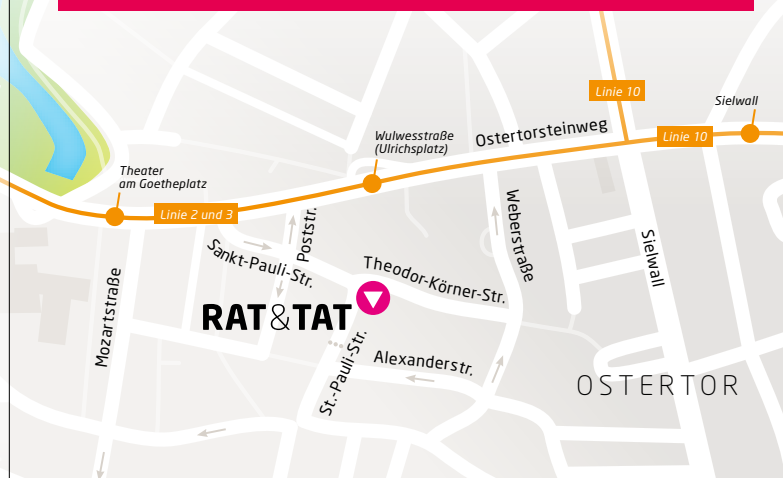 Linie 10
Sielwall
Linie 10
Wulwesstraße
(Ulrichsplatz)
Ostertorsteinweg
Theater
am Goetheplatz
Linie 2 und 3
Poststr.
Sankt-Pauli-Str.
Weberstraße
Sielwall
Theodor-Körner-Str.
Mozartstraße
RAT&TAT
St.-Pauli-Str.
Alexanderstr.
OSTERTOR